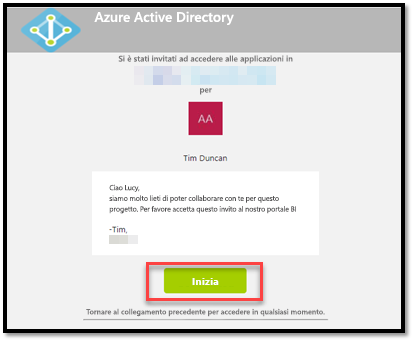 Azure Active Directory
Si è stati invitati ad accedere alle applicazioni in
per
AA
Tim Duncan
Ciao Lucy,
siamo molto lieti di poter collaborare con te per questo
progetto. Per favore accetta questo invito al nostro portale BI
-Tim,
Inizia
Tornare al collegamento precedente per accedere in qualsiasi momento.